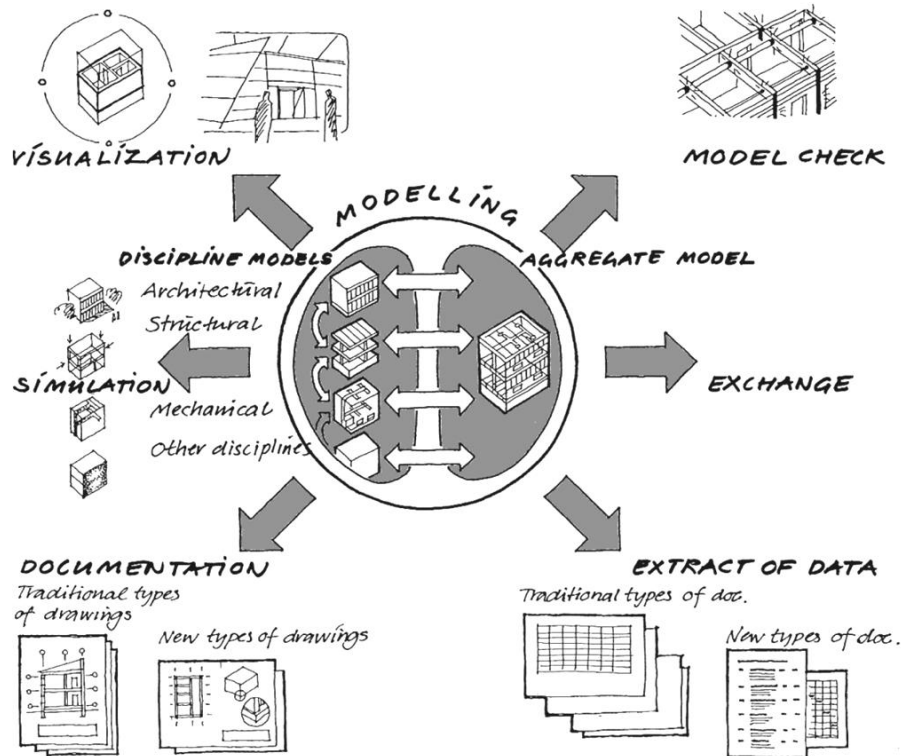 VISUALIZATION
MODEL CHECK
MODELLING
DISCIPLINE MODELS
AGGREGATE MODEL
Architectural
Structural
SIMULATION
EXCHANGE
Mechanical
Other disciplines
DOCUMENTATION
Traditional types
of drawings
New types of drawings
EXTRACT OF DATA
Traditional types of doc.
New types of doc.